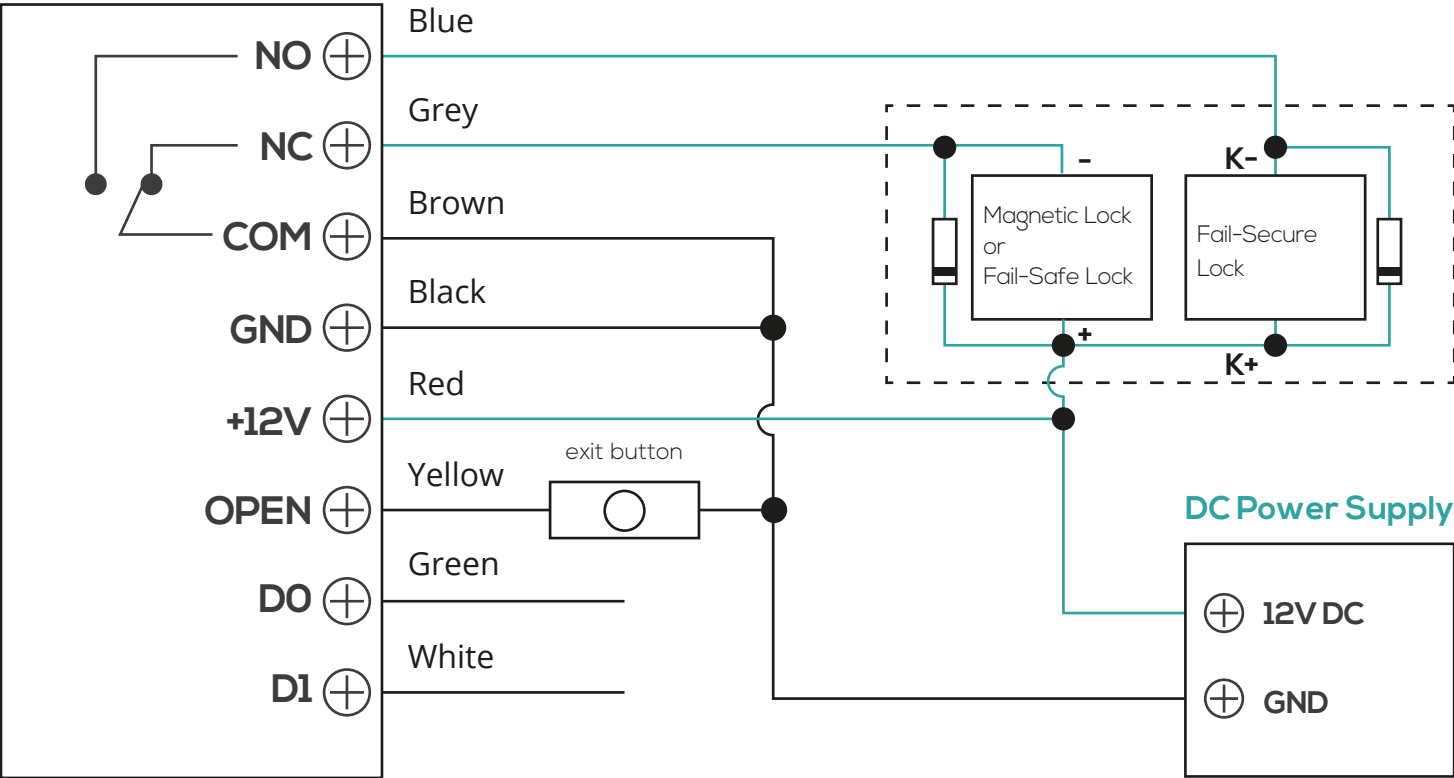 Blue
NO
Grey
NC
Brown
COM
Black
GND
Red
+12V
exit button
Yellow
OPEN
Green
D0
White
D1
-
Magnetic Lock
or
Fail-Safe Lock
+
K-
Fail-Secure
Lock
K+
DC Power Supply
12V DC
GND